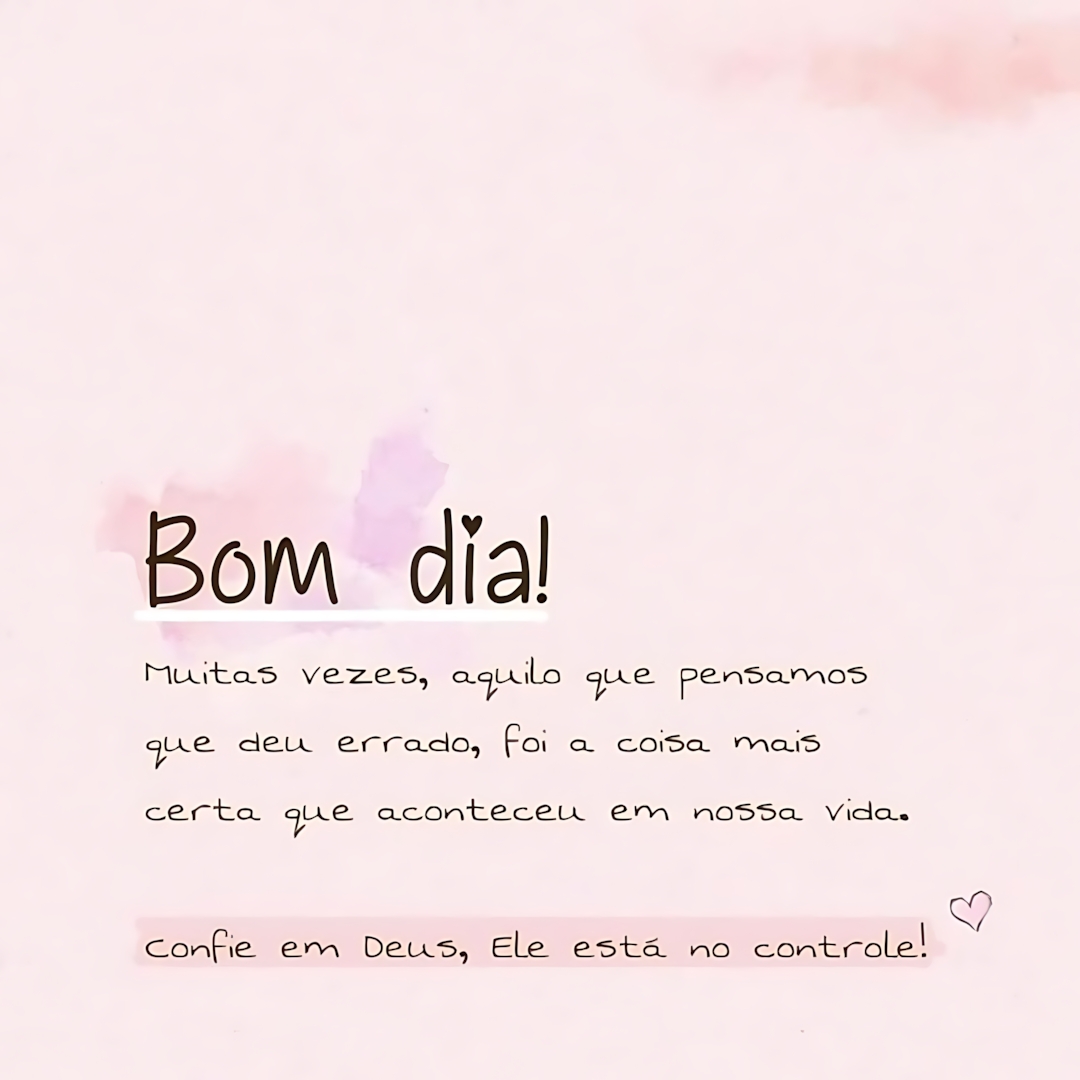 Bom dia!
Muitas vezes, aquilo que pensamos
que deu errado, foi a coisa mais
certa que aconteceu em nossa vida.
Confie em Deus, Ele está no controle!